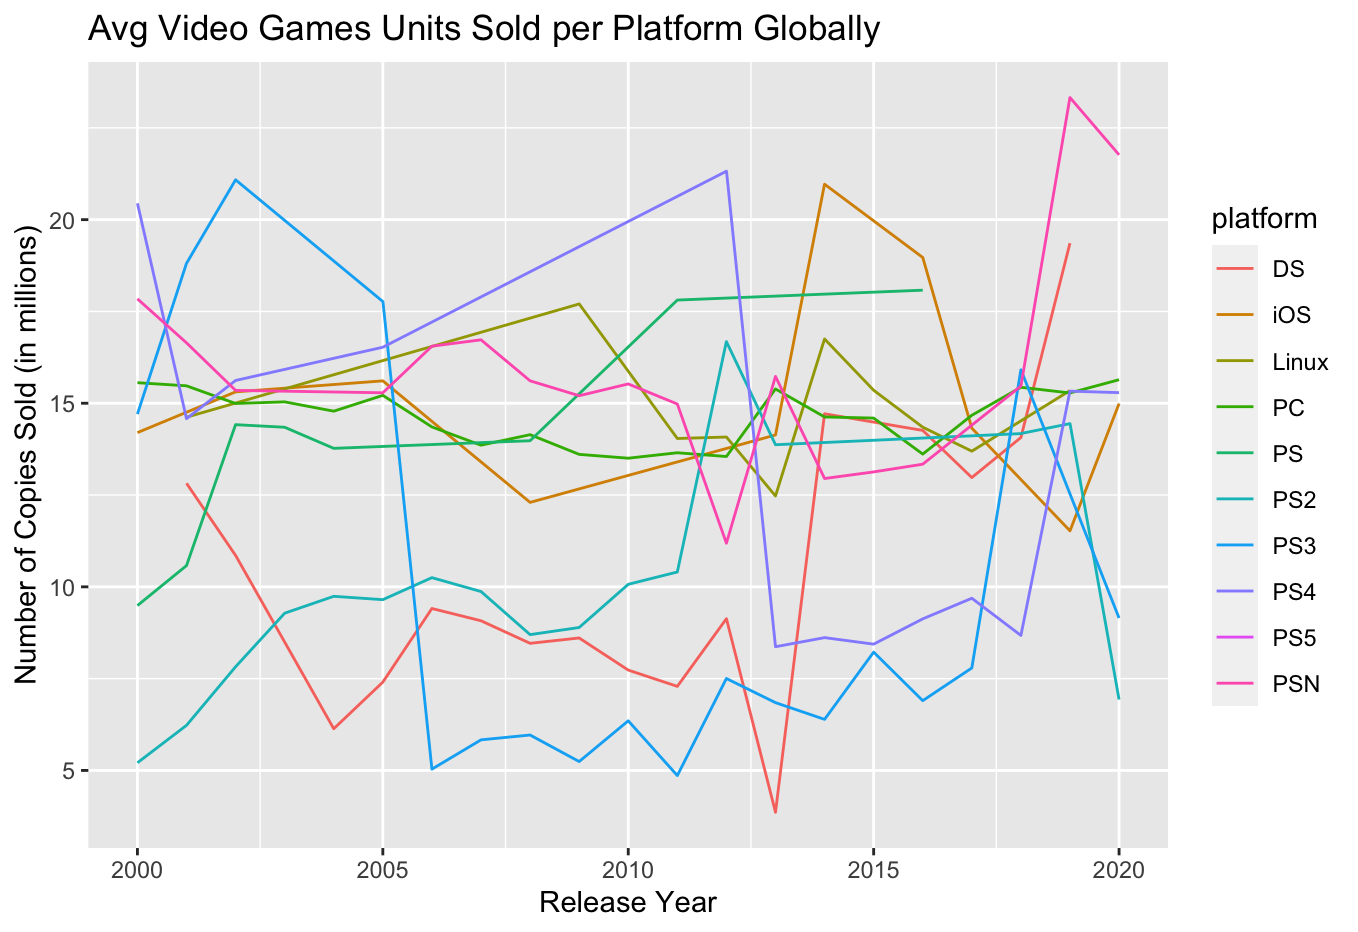 Avg Video Games Units Sold per Platform Globally
Number of Copies Sold (in millions)
20
15
10
5
2000 2005 2010 2015 2020
Release Year
platform
DS
iOS
Linux
PC
PS
PS2
PS3
PS4
PS5
PSN